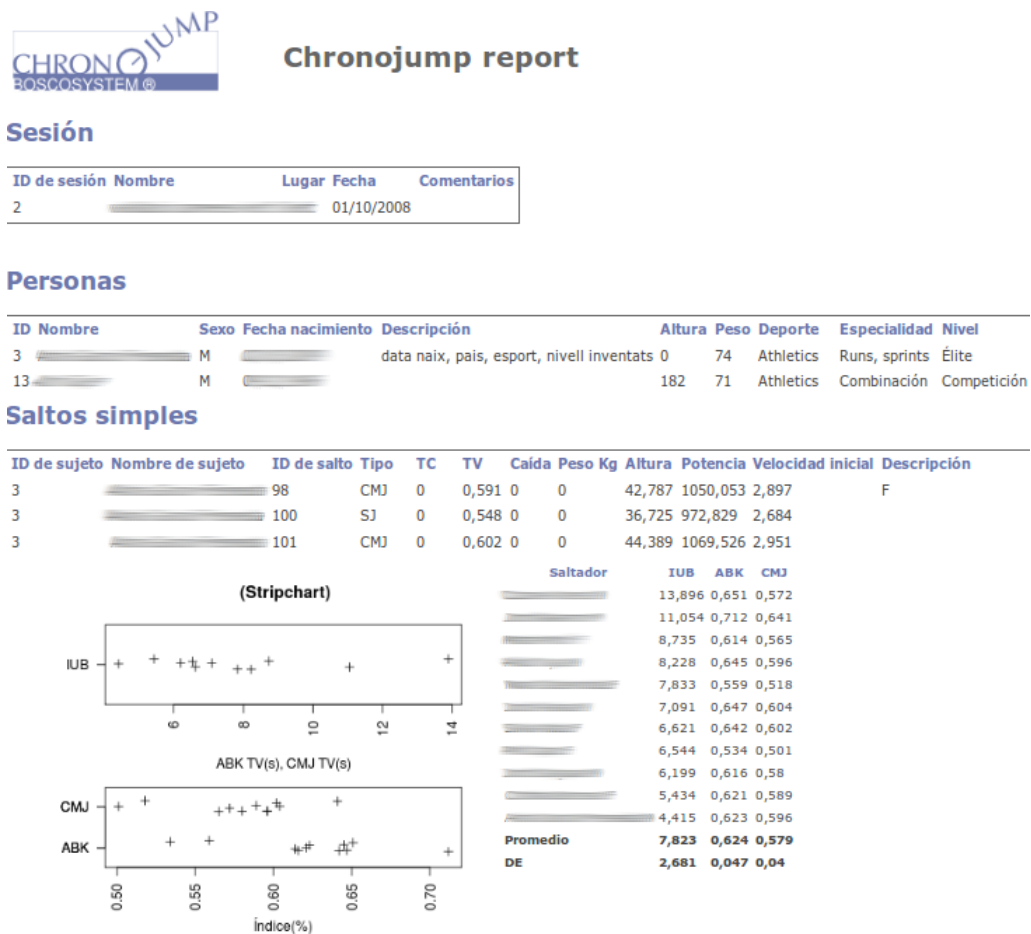 CHRONOJUMP
BOSCOSYSTEM ®
Chronojump report
Sesión
ID de sesión Nombre Lugar Fecha Comentarios
2 01/10/2008
Personas
ID Nombre Sexo Fecha nacimiento Descripción Altura Peso Deporte Especialidad Nivel
3 M data naix, pais, esport, nivell inventats 0 74 Athletics Runs, sprints Élite
13 M 182 71 Athletics Combinación Competición
Saltos simples
ID de sujeto Nombre de sujeto ID de salto Tipo TC TV Caída Peso Kg Altura Potencia Velocidad inicial Descripción
3 98 CMJ 0 0,591 0 0 42,787 1050,053 2,897 F
3 100 SJ 0 0,548 0 0 36,725 972,829 2,684
3 101 CMJ 0 0,602 0 0 44,389 1069,526 2,951
(Stripchart)
IUB
6 8 10 12 14
ABK TV(s), CMJ TV(s)
CMJ
ABK
0.50 0.55 0.60 0.65 0.70
Índice(%)
Saltador IUB ABK CMJ
13,896 0,651 0,572
11,054 0,712 0,641
8,735 0,614 0,565
8,228 0,645 0,596
7,833 0,559 0,518
7,091 0,647 0,604
6,621 0,642 0,602
6,544 0,534 0,501
6,199 0,616 0,58
5,434 0,621 0,589
4,415 0,623 0,596
Promedio 7,823 0,624 0,579
DE 2,681 0,047 0,04